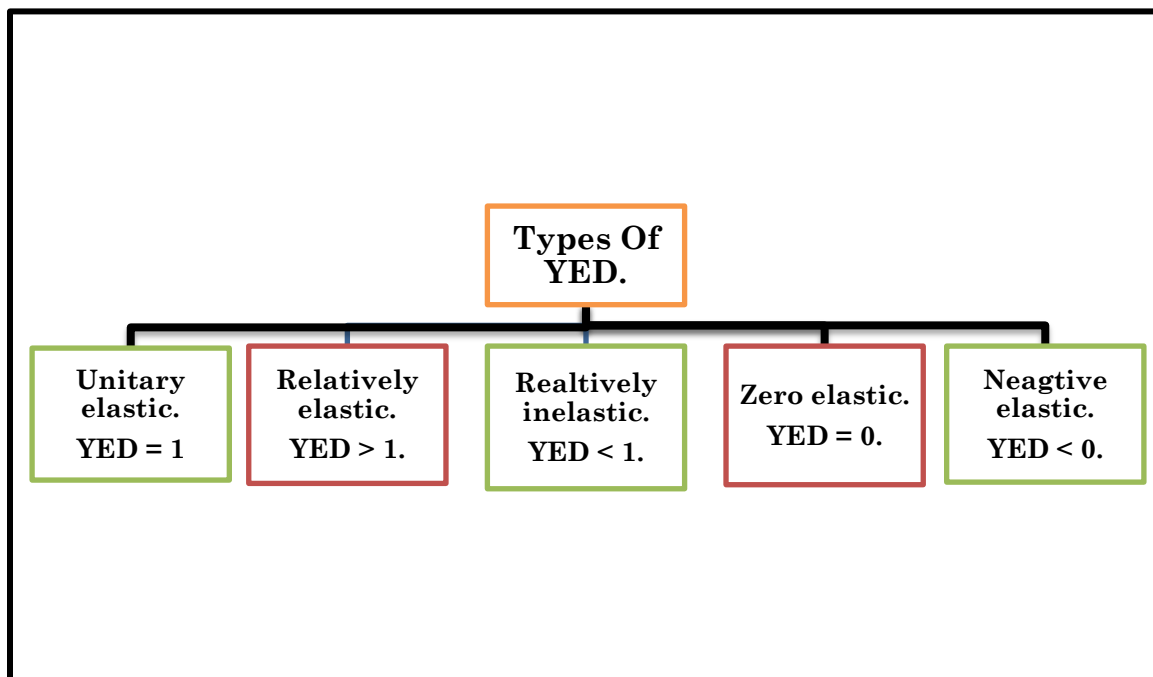 Types Of
YED.
Unitary
elastic.
YED = 1
Relatively
elastic.
YED > 1.
Realtively
inelastic.
YED < 1.
Zero elastic.
YED = 0.
Neagtive
elastic.
YED < 0.